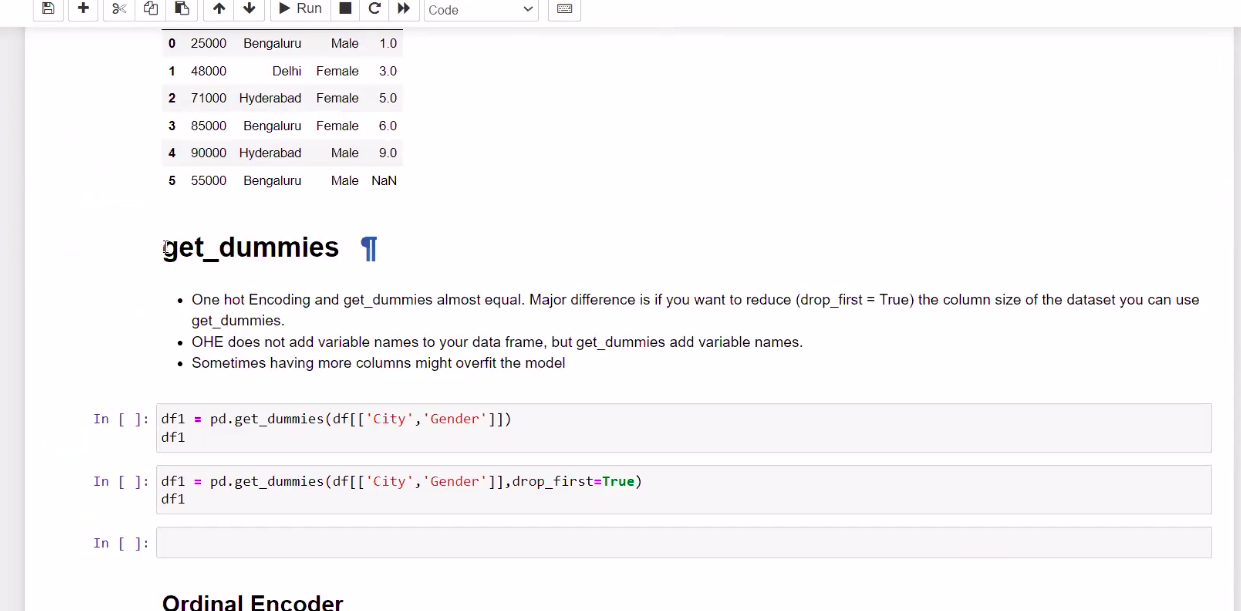 Run
Code
0 25000 Bengaluru Male 1.0
1 48000 Delhi Female 3.0
2 71000 Hyderabad Female 5.0
3 85000 Bengaluru Female 6.0
4 90000 Hyderabad Male 9.0
5 55000 Bengaluru Male NaN
get_dummies ¶
• One hot Encoding and get_dummies almost equal. Major difference is if you want to reduce (drop_first = True) the column size of the dataset you can use
get_dummies.
• OHE does not add variable names to your data frame, but get_dummies add variable names.
• Sometimes having more columns might overfit the model
In [ ]: df1 = pd.get_dummies(df[['City','Gender']])
df1
In [ ]: df1 = pd.get_dummies(df[['City','Gender']],drop_first=True)
df1
In [ ]:
Ordinal Encoder